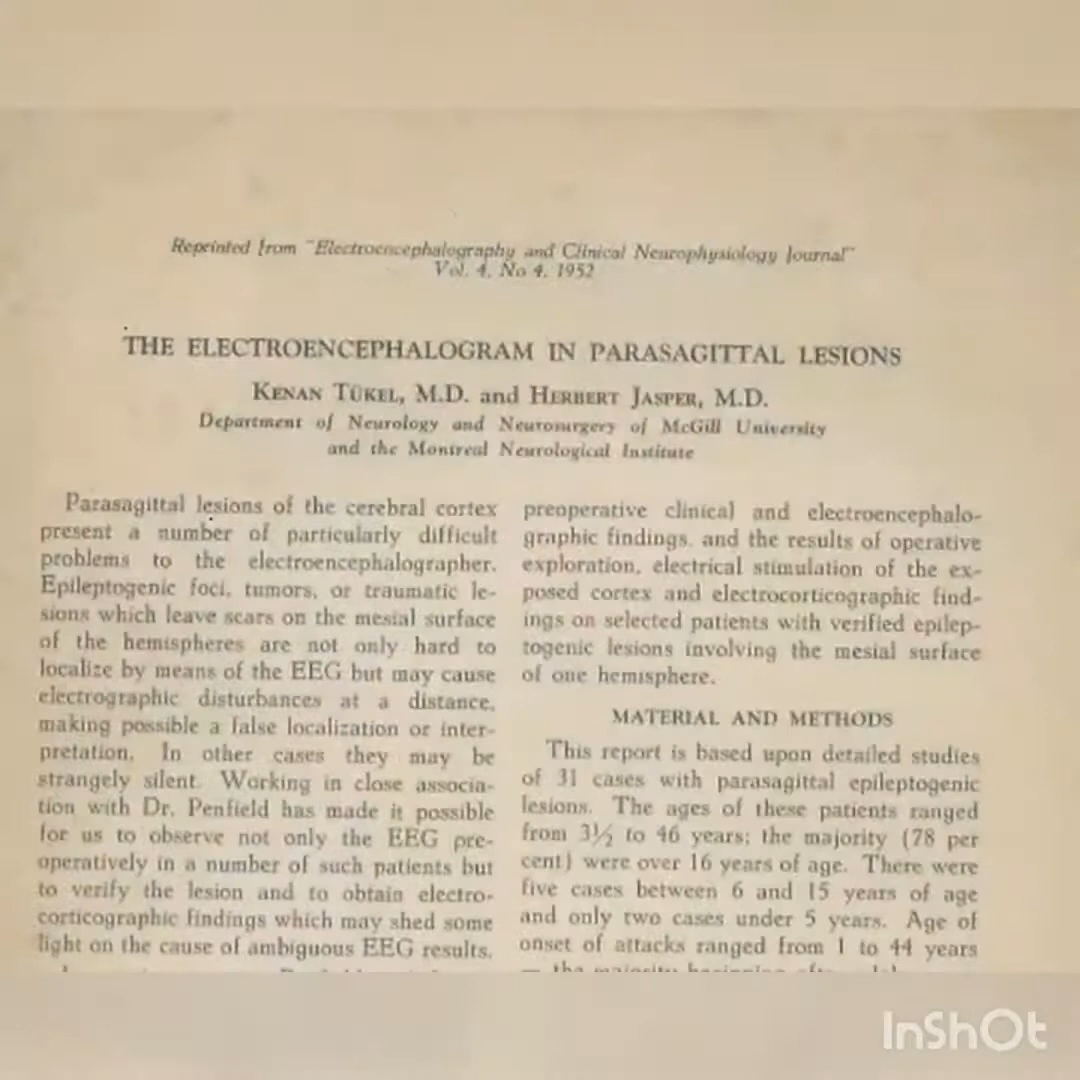 Reprinted from "Electroencephalography and Clinical Neurophysiology Journal"
Vol. 4, No 4, 1952
THE ELECTROENCEPHALOGRAM IN PARASAGITTAL LESIONS
KENAN TÜKEL, M.D. and HERBERT JASPER, M.D.
Department of Neurology and Neurosurgery of McGill University
and the Montreal Neurological Institute
Parasagittal lesions of the cerebral cortex
present a number of particularly difficult
problems to the electroencephalographer.
Epileptogenic foci, tumors, or traumatic le-
sions which leave scars on the mesial surface
of the hemispheres are not only hard to
localize by means of the EEG but may cause
electrographic disturbances at a distance,
making possible a false localization or inter-
pretation. In other cases they may be
strangely silent. Working in close associa-
tion with Dr. Penfield has made it possible
for us to observe not only the EEG pre-
operatively in a number of such patients but
to verify the lesion and to obtain electro-
corticographic findings which may shed some
light on the cause of ambiguous EEG results.
preoperative clinical and electroencephalo-
graphic findings, and the results of operative
exploration, electrical stimulation of the ex-
posed cortex and electrocorticographic find-
ings on selected patients with verified epilep-
togenic lesions involving the mesial surface
of one hemisphere.
MATERIAL AND METHODS
This report is based upon detailed studies
of 31 cases with parasagittal epileptogenic
lesions. The ages of these patients ranged
from 3½ to 46 years; the majority (78 per
cent) were over 16 years of age. There were
five cases between 6 and 15 years of age
and only two cases under 5 years. Age of
onset of attacks ranged from 1 to 44 years
InShOt